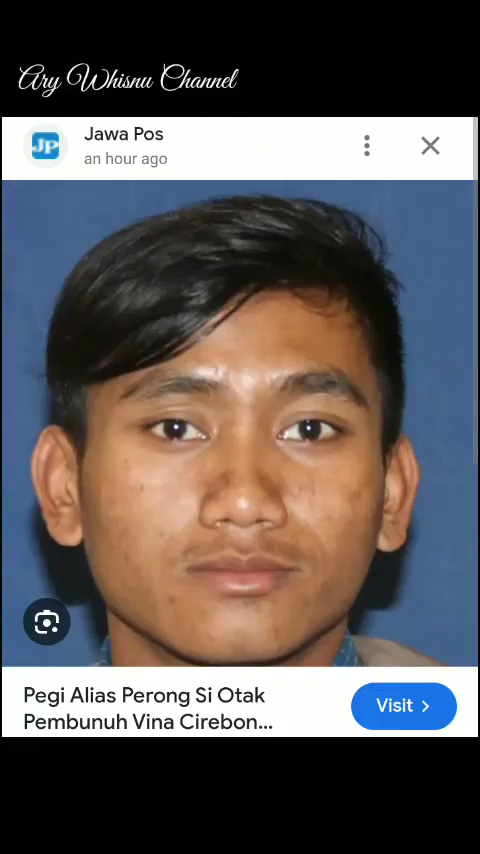 Ary Whisnu Channel
JP
Jawa Pos
an hour ago
Pegi Alias Perong Si Otak
Pembunuh Vina Cirebon...
Visit